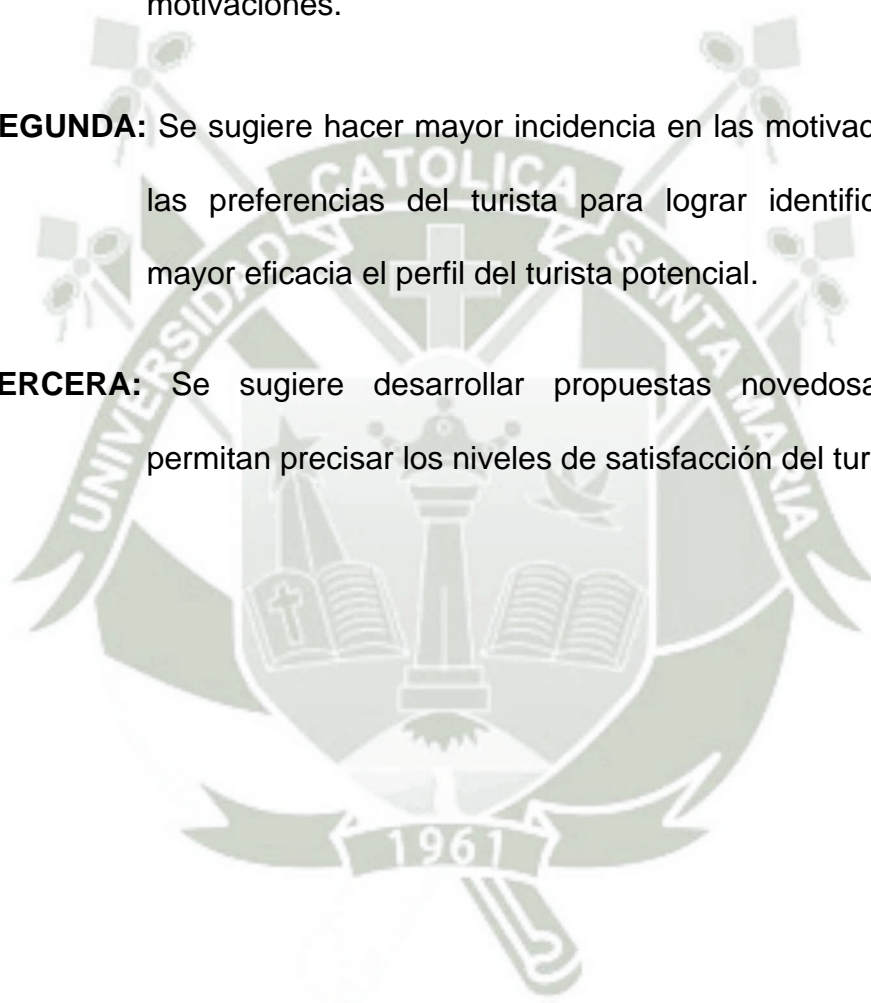 motivaciones.
EGUNDA: Se sugiere hacer mayor incidencia en las motivac
las preferencias del turista para lograr identific
mayor eficacia el perfil del turista potencial.
ERCERA: Se sugiere desarrollar propuestas novedosa
permitan precisar los niveles de satisfacción del tur
UNIVERSIDAD CATOLICA SANTA MARIA
1961